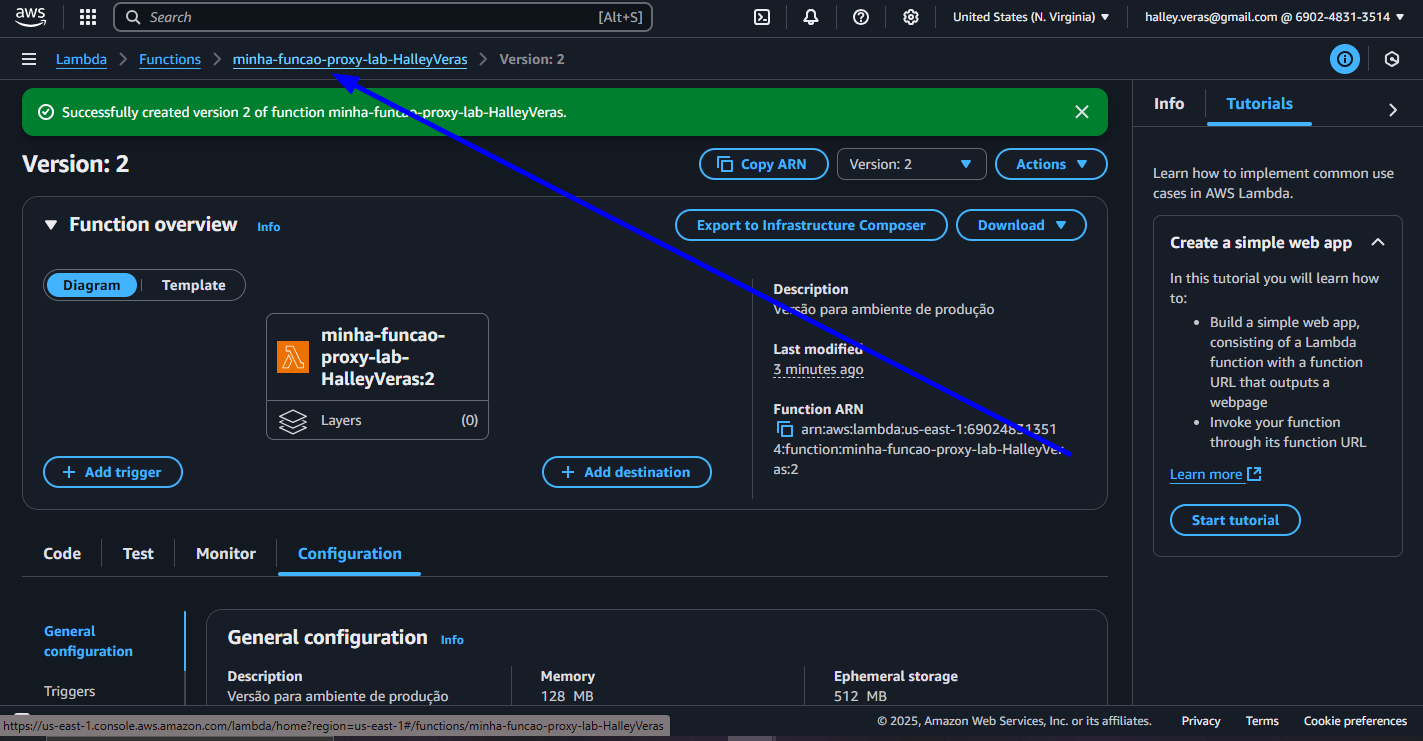 aws Search [Alt+S] United States (N. Virginia) halley.veras@gmail.com @ 6902-4831-3514
Lambda Functions minha-funcao-proxy-lab-HalleyVeras Version: 2
Successfully created version 2 of function minha-funcao-proxy-lab-HalleyVeras.
Version: 2
Copy ARN Version: 2 Actions
Function overview Info
Export to Infrastructure Composer Download
Diagram Template
minha-funcao-
proxy-lab-
HalleyVeras:2
Layers (0)
+ Add trigger + Add destination
Description
Versão para ambiente de produção
Last modified
3 minutes ago
Function ARN
arn:aws:lambda:us-east-1:69024831351
4:function:minha-funcao-proxy-lab-HalleyVer
as:2
Code Test Monitor Configuration
General
configuration
Triggers
General configuration Info
Description
Versão para ambiente de produção
Memory
128 MB
Ephemeral storage
512 MB
Info Tutorials
Learn how to implement common use
cases in AWS Lambda.
Create a simple web app
In this tutorial you will learn how
to:
• Build a simple web app,
consisting of a Lambda
function with a function
URL that outputs a
webpage
• Invoke your function
through its function URL
Learn more
Start tutorial
https://us-east-1.console.aws.amazon.com/lambda/home?region=us-east-1#/functions/minha-funcao-proxy-lab-HalleyVeras
© 2025, Amazon Web Services, Inc. or its affiliates. Privacy Terms Cookie preferences